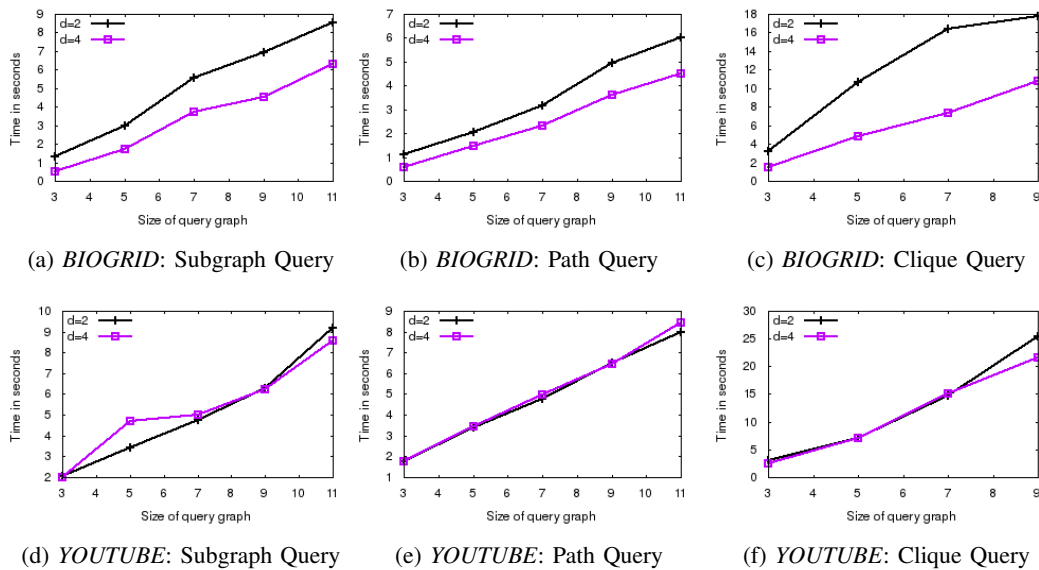 9
8
7
6
5
4
3
2
1
0
d=2
d=4
Time in seconds
3 4 5 6 7 8 9 10 11
Size of query graph
(a) BIOGRID: Subgraph Query
7
6
5
4
3
2
1
0
d=2
d=4
Time in seconds
3 4 5 6 7 8 9 10 11
Size of query graph
(b) BIOGRID: Path Query
18
16
14
12
10
8
6
4
2
0
d=2
d=4
Time in seconds
3 4 5 6 7 8 9
Size of query graph
(c) BIOGRID: Clique Query
10
9
8
7
6
5
4
3
2
d=2
d=4
Time in seconds
3 4 5 6 7 8 9 10 11
Size of query graph
(d) YOUTUBE: Subgraph Query
9
8
7
6
5
4
3
2
1
d=2
d=4
Time in seconds
3 4 5 6 7 8 9 10 11
Size of query graph
(e) YOUTUBE: Path Query
30
25
20
15
10
5
0
d=2
d=4
Time in seconds
3 4 5 6 7 8 9
Size of query graph
(f) YOUTUBE: Clique Query